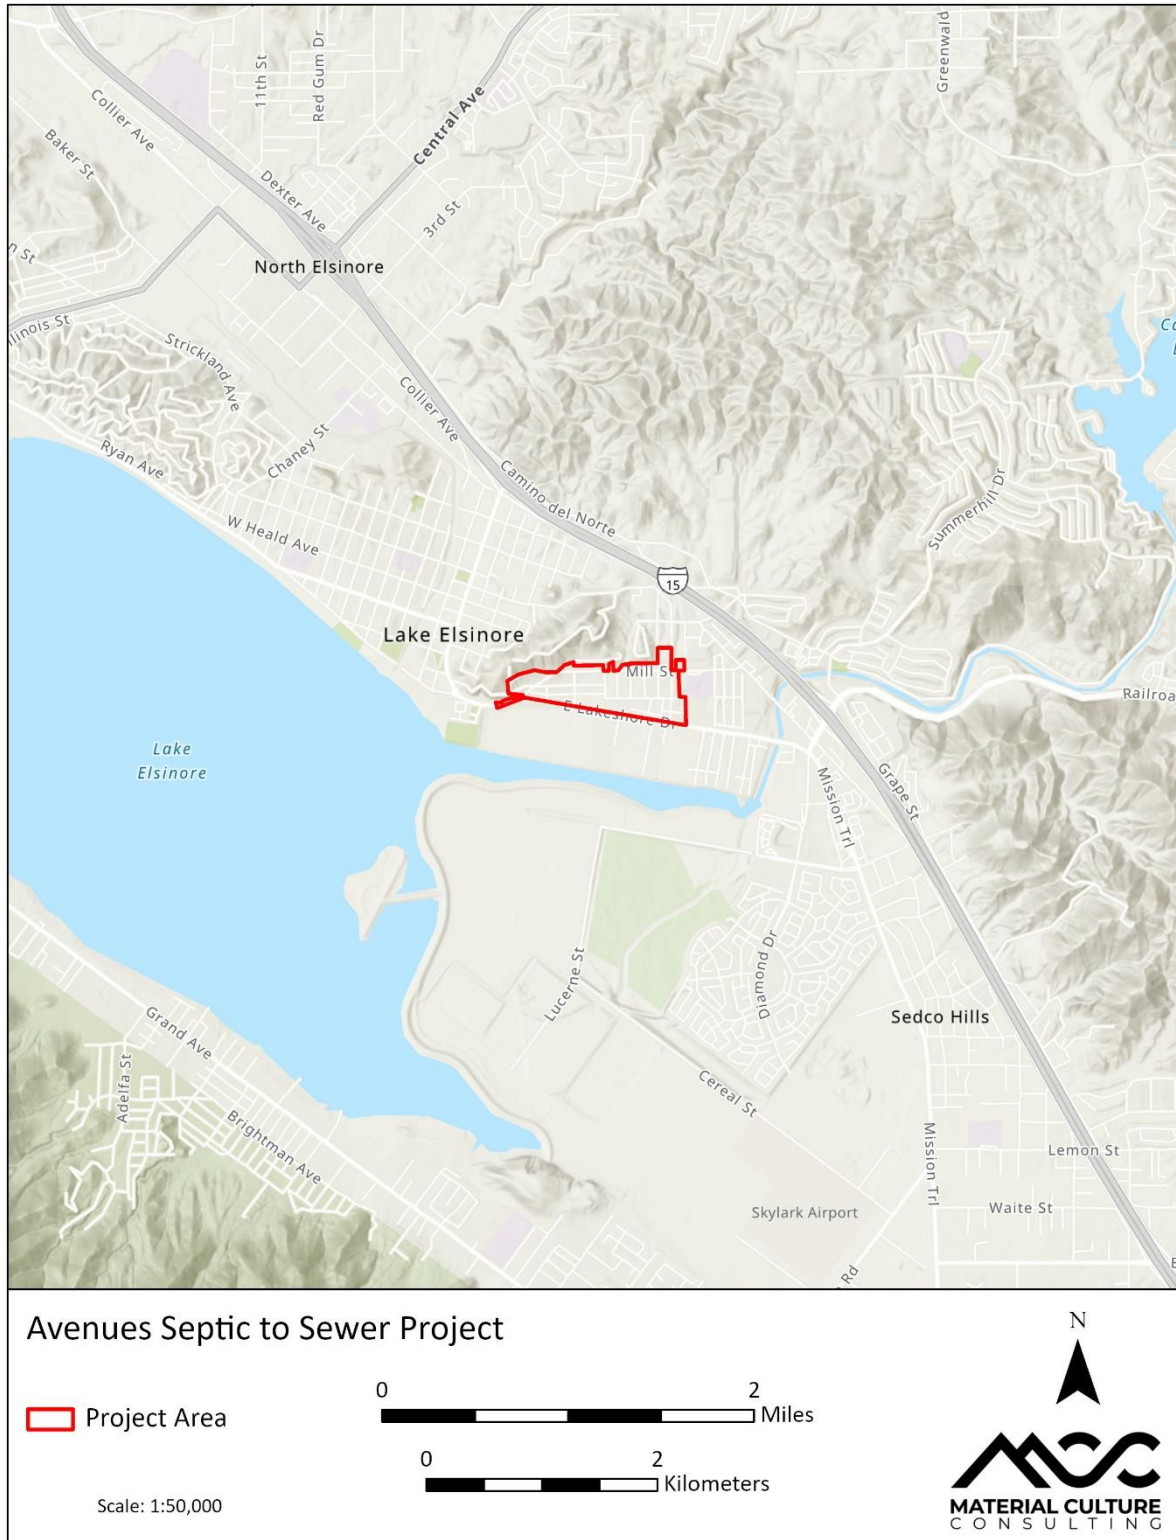 Greenwald
11th St
Red Gum Dr
Collier Ave
Central Ave
Baker St
Dexter Ave
3rd St
North Elsinore
Illinois St
Strickland Ave
Collier Ave
Chaney St
Ryan Ave
Camino del Norte
Summerhill Dr
W Heald Ave
15
Lake Elsinore
Mill St
E Lakeshore Dr
Lake
Elsinore
Mission Trl
Grape St
Lucerne St
Diamond Dr
Sedco Hills
Grand Ave
Adelfa St
Cereal St
Brightman Ave
Mission Trl
Lemon St
Waite St
Skylark Airport
Rd
Avenues Septic to Sewer Project
N
0 2
Miles
Project Area
0 2
Kilometers
Scale: 1:50,000
MCC
MATERIAL CULTURE
CONSULTING